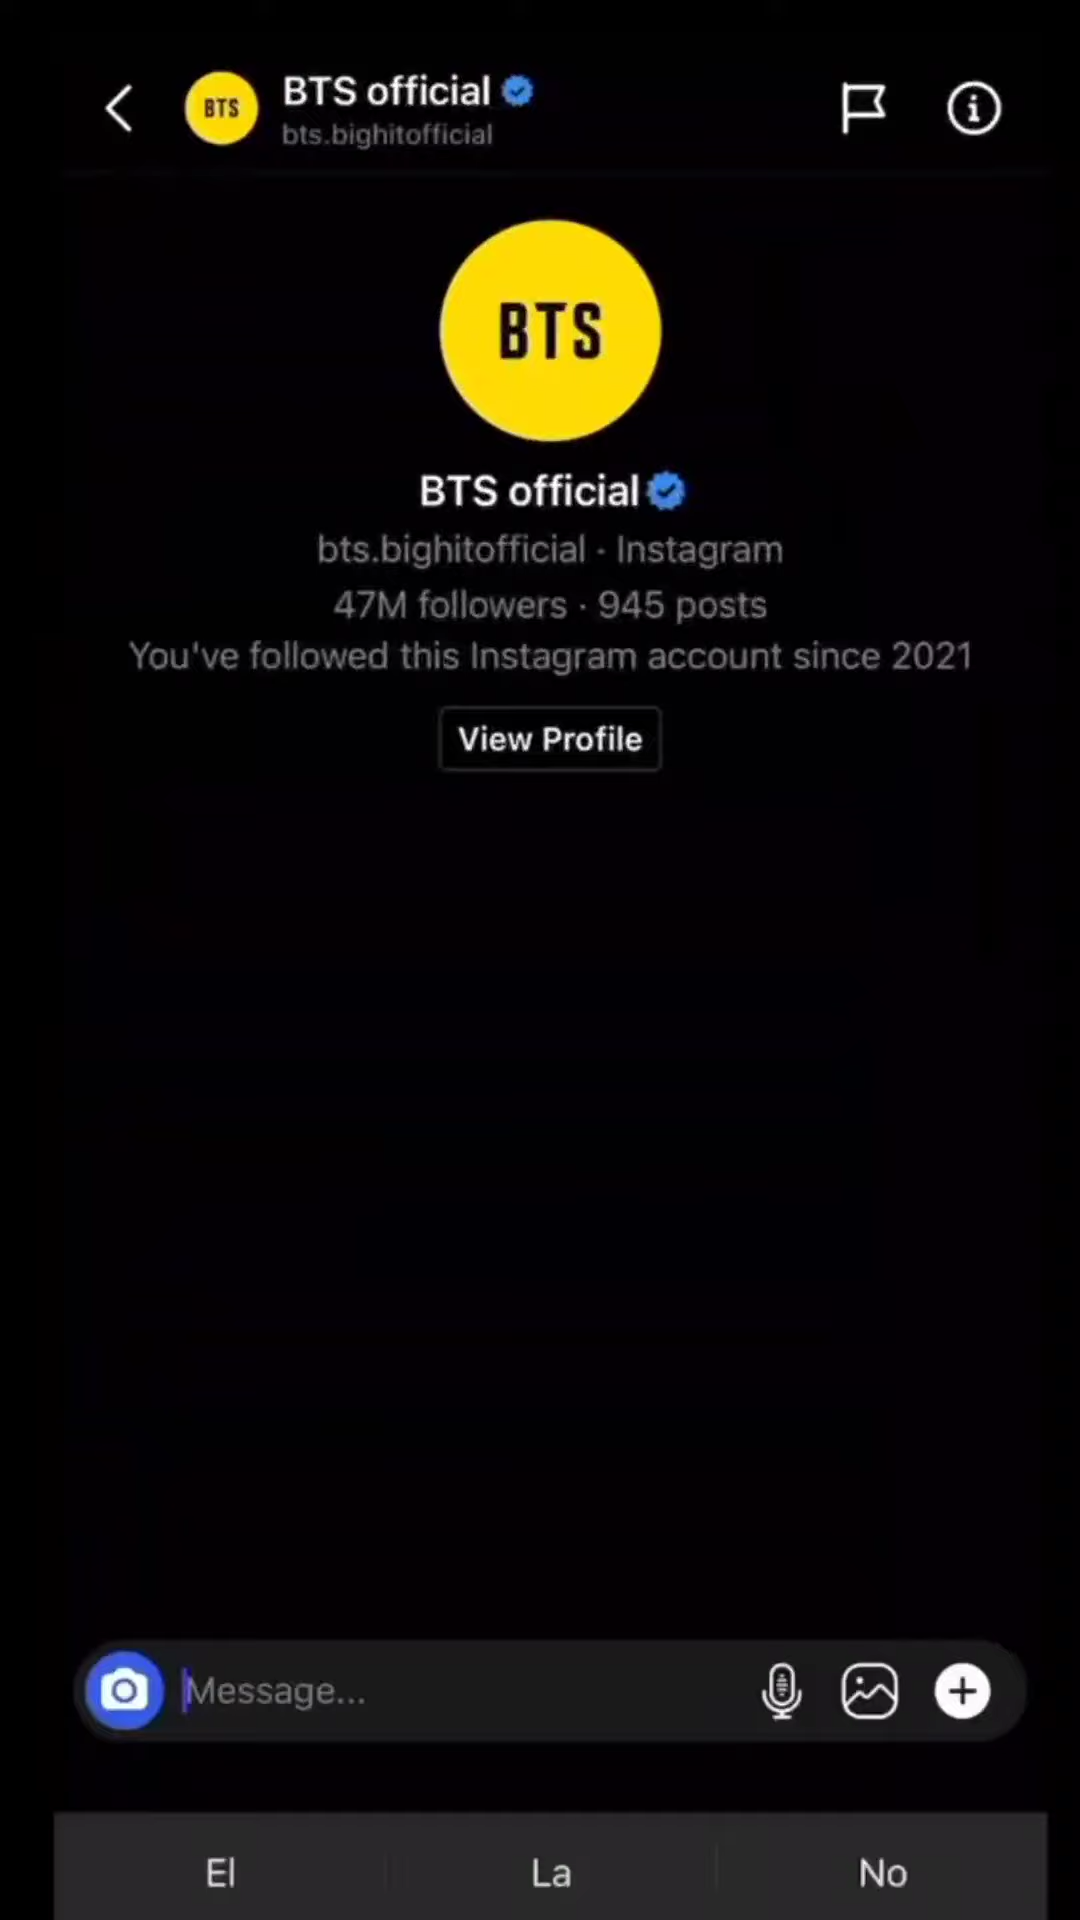 BTS
BTS official
bts.bighitofficial
BTS
BTS official
bts.bighitofficial · Instagram
47M followers · 945 posts
You've followed this Instagram account since 2021
View Profile
Message...
El La No